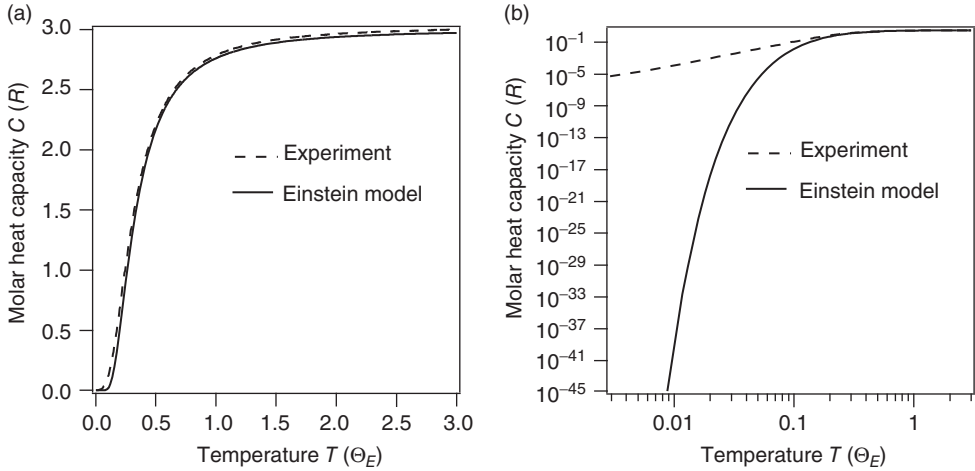 (a)
3.0
2.5
2.0
1.5
1.0
0.5
0.0
Molar heat capacity C (R)
Experiment
Einstein model
0.0 0.5 1.0 1.5 2.0 2.5 3.0
Temperature T (Θ_E)
(b)
10⁻¹
10⁻⁵
10⁻⁹
10⁻¹³
10⁻¹⁷
10⁻²¹
10⁻²⁵
10⁻²⁹
10⁻³³
10⁻³⁷
10⁻⁴¹
10⁻⁴⁵
Molar heat capacity C (R)
Experiment
Einstein model
0.01 0.1 1
Temperature T (Θ_E)